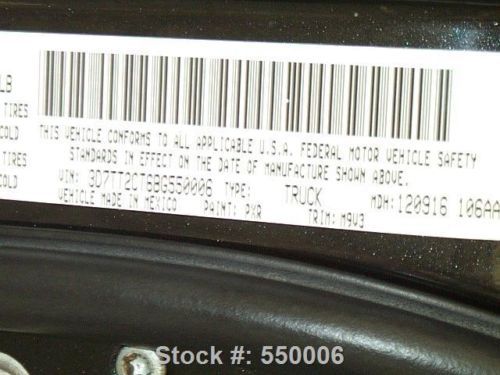 LB
TIRES
COLD
TIRES
COLD
THIS VEHICLE CONFORMS TO ALL APPLICABLE U.S.A. FEDERAL MOTOR VEHICLE SAFETY
STANDARDS IN EFFECT ON THE DATE OF MANUFACTURE SHOWN ABOVE.
VIN: 3D7TT2CT6BG550006 TYPE: TRUCK MDH: 120916 106AA
VEHICLE MADE IN MEXICO PAINT: PXR TRIM: M9V3
Stock #: 550006